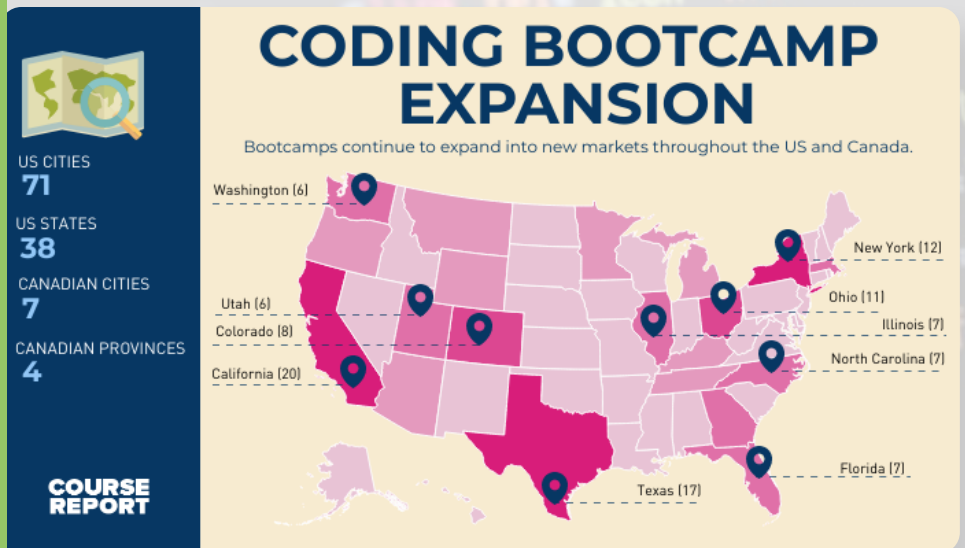 CODING BOOTCAMP
EXPANSION
Bootcamps continue to expand into new markets throughout the US and Canada.
US CITIES
71
US STATES
38
CANADIAN CITIES
7
CANADIAN PROVINCES
4
COURSE
REPORT
Washington (6)
Utah (6)
Colorado (8)
California (20)
New York (12)
Ohio (11)
Illinois (7)
North Carolina (7)
Florida (7)
Texas (17)